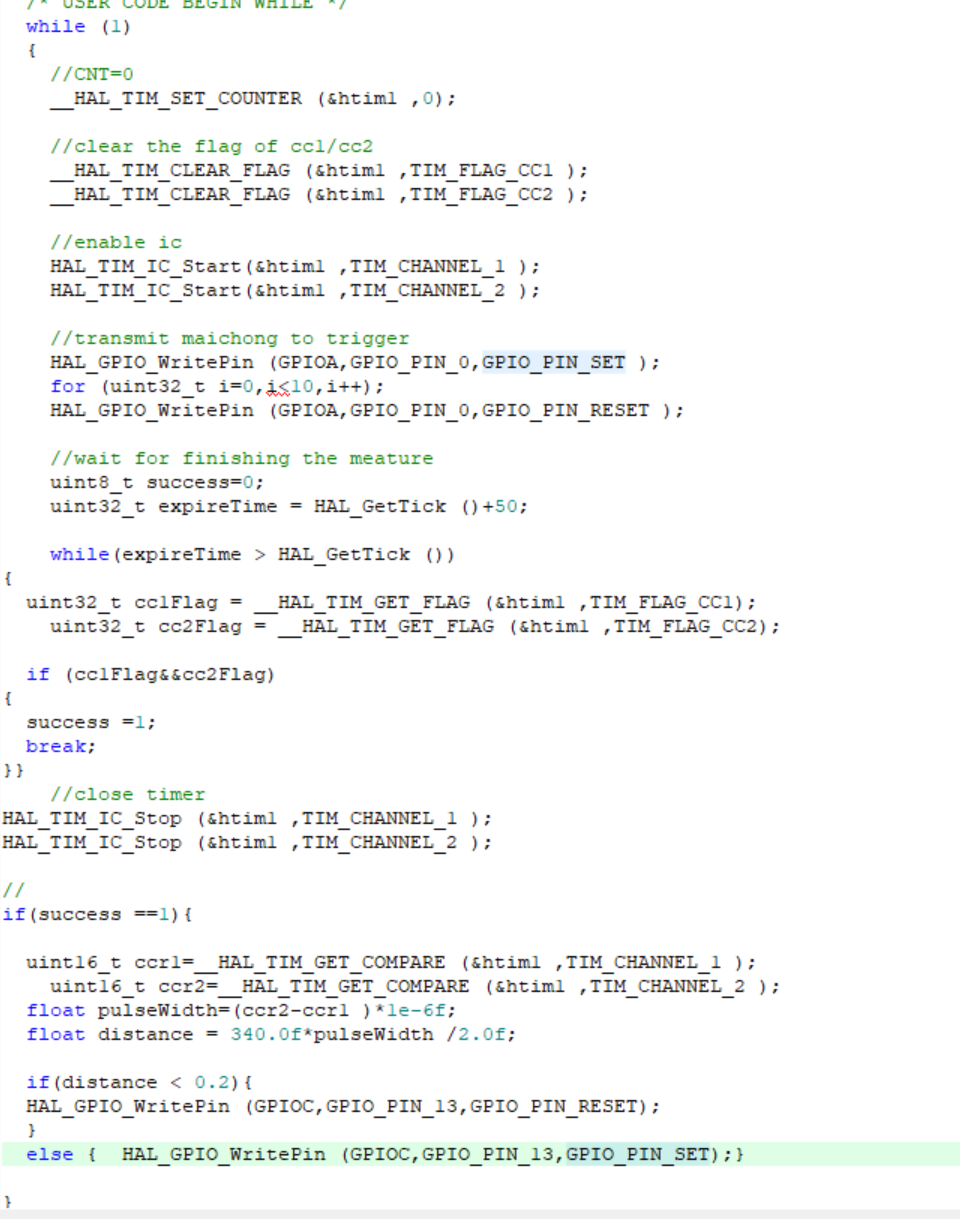 /* USER CODE BEGIN WHILE */
while (1)
{
//CNT=0
__HAL_TIM_SET_COUNTER (&htim1 ,0);
//clear the flag of cc1/cc2
__HAL_TIM_CLEAR_FLAG (&htim1 ,TIM_FLAG_CC1 );
__HAL_TIM_CLEAR_FLAG (&htim1 ,TIM_FLAG_CC2 );
//enable ic
HAL_TIM_IC_Start(&htim1 ,TIM_CHANNEL_1 );
HAL_TIM_IC_Start(&htim1 ,TIM_CHANNEL_2 );
//transmit maichong to trigger
HAL_GPIO_WritePin (GPIOA,GPIO_PIN_0,GPIO_PIN_SET );
for (uint32_t i=0,i<10,i++);
HAL_GPIO_WritePin (GPIOA,GPIO_PIN_0,GPIO_PIN_RESET );
//wait for finishing the meature
uint8_t success=0;
uint32_t expireTime = HAL_GetTick ()+50;
while(expireTime > HAL_GetTick ())
{
uint32_t cc1Flag = __HAL_TIM_GET_FLAG (&htim1 ,TIM_FLAG_CC1);
uint32_t cc2Flag = __HAL_TIM_GET_FLAG (&htim1 ,TIM_FLAG_CC2);
if (cc1Flag&&cc2Flag)
{
success =1;
break;
}}
//close timer
HAL_TIM_IC_Stop (&htim1 ,TIM_CHANNEL_1 );
HAL_TIM_IC_Stop (&htim1 ,TIM_CHANNEL_2 );
//
if(success ==1){
uint16_t ccr1=__HAL_TIM_GET_COMPARE (&htim1 ,TIM_CHANNEL_1 );
uint16_t ccr2=__HAL_TIM_GET_COMPARE (&htim1 ,TIM_CHANNEL_2 );
float pulseWidth=(ccr2-ccr1 )*1e-6f;
float distance = 340.0f*pulseWidth /2.0f;
if(distance < 0.2){
HAL_GPIO_WritePin (GPIOC,GPIO_PIN_13,GPIO_PIN_RESET);
}
else {  HAL_GPIO_WritePin (GPIOC,GPIO_PIN_13,GPIO_PIN_SET);}
}